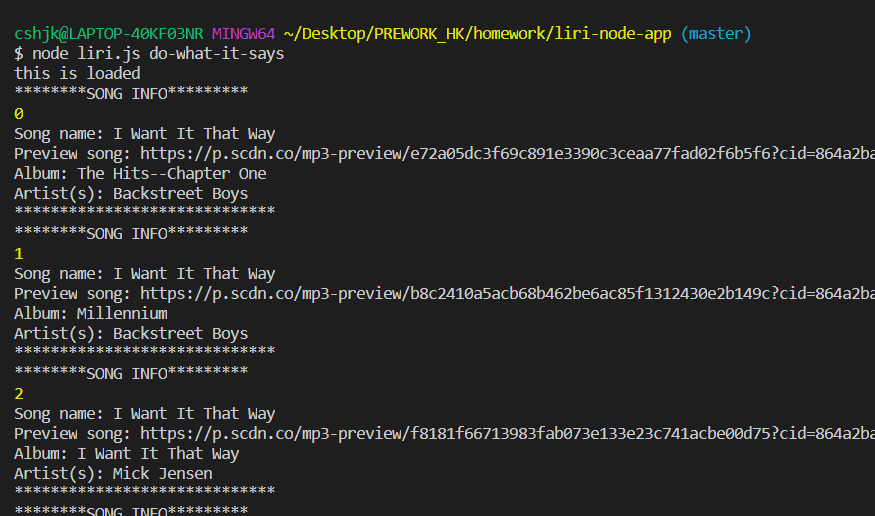 cshjk@LAPTOP-40KF03NR MINGW64 ~/Desktop/PREWORK_HK/homework/liri-node-app (master)
$ node liri.js do-what-it-says
this is loaded
********SONG INFO*********
0
Song name: I Want It That Way
Preview song: https://p.scdn.co/mp3-preview/e72a05dc3f69c891e3390c3ceaa77fad02f6b5f6?cid=864a2ba
Album: The Hits--Chapter One
Artist(s): Backstreet Boys
*****************************
********SONG INFO*********
1
Song name: I Want It That Way
Preview song: https://p.scdn.co/mp3-preview/b8c2410a5acb68b462be6ac85f1312430e2b149c?cid=864a2ba
Album: Millennium
Artist(s): Backstreet Boys
*****************************
********SONG INFO*********
2
Song name: I Want It That Way
Preview song: https://p.scdn.co/mp3-preview/f8181f66713983fab073e133e23c741acbe00d75?cid=864a2ba
Album: I Want It That Way
Artist(s): Mick Jensen
*****************************
********SONG INFO*********